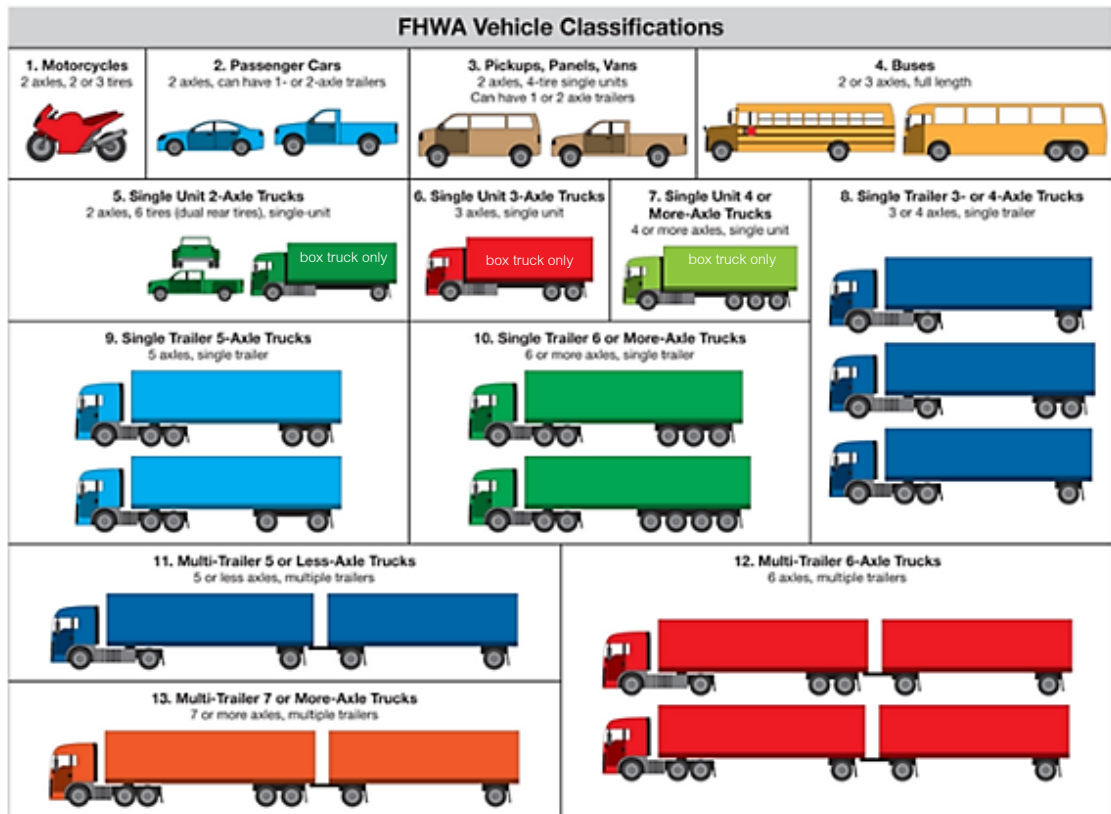 FHWA Vehicle Classifications
1. Motorcycles
2 axles, 2 or 3 tires
2. Passenger Cars
2 axles, can have 1- or 2-axle trailers
3. Pickups, Panels, Vans
2 axles, 4-tire single units
Can have 1 or 2 axle trailers
4. Buses
2 or 3 axles, full length
5. Single Unit 2-Axle Trucks
2 axles, 6 tires (dual rear tires), single-unit
box truck only
6. Single Unit 3-Axle Trucks
3 axles, single unit
box truck only
7. Single Unit 4 or
More-Axle Trucks
4 or more axles, single unit
box truck only
8. Single Trailer 3- or 4-Axle Trucks
3 or 4 axles, single trailer
9. Single Trailer 5-Axle Trucks
5 axles, single trailer
10. Single Trailer 6 or More-Axle Trucks
6 or more axles, single trailer
11. Multi-Trailer 5 or Less-Axle Trucks
5 or less axles, multiple trailers
12. Multi-Trailer 6-Axle Trucks
6 axles, multiple trailers
13. Multi-Trailer 7 or More-Axle Trucks
7 or more axles, multiple trailers